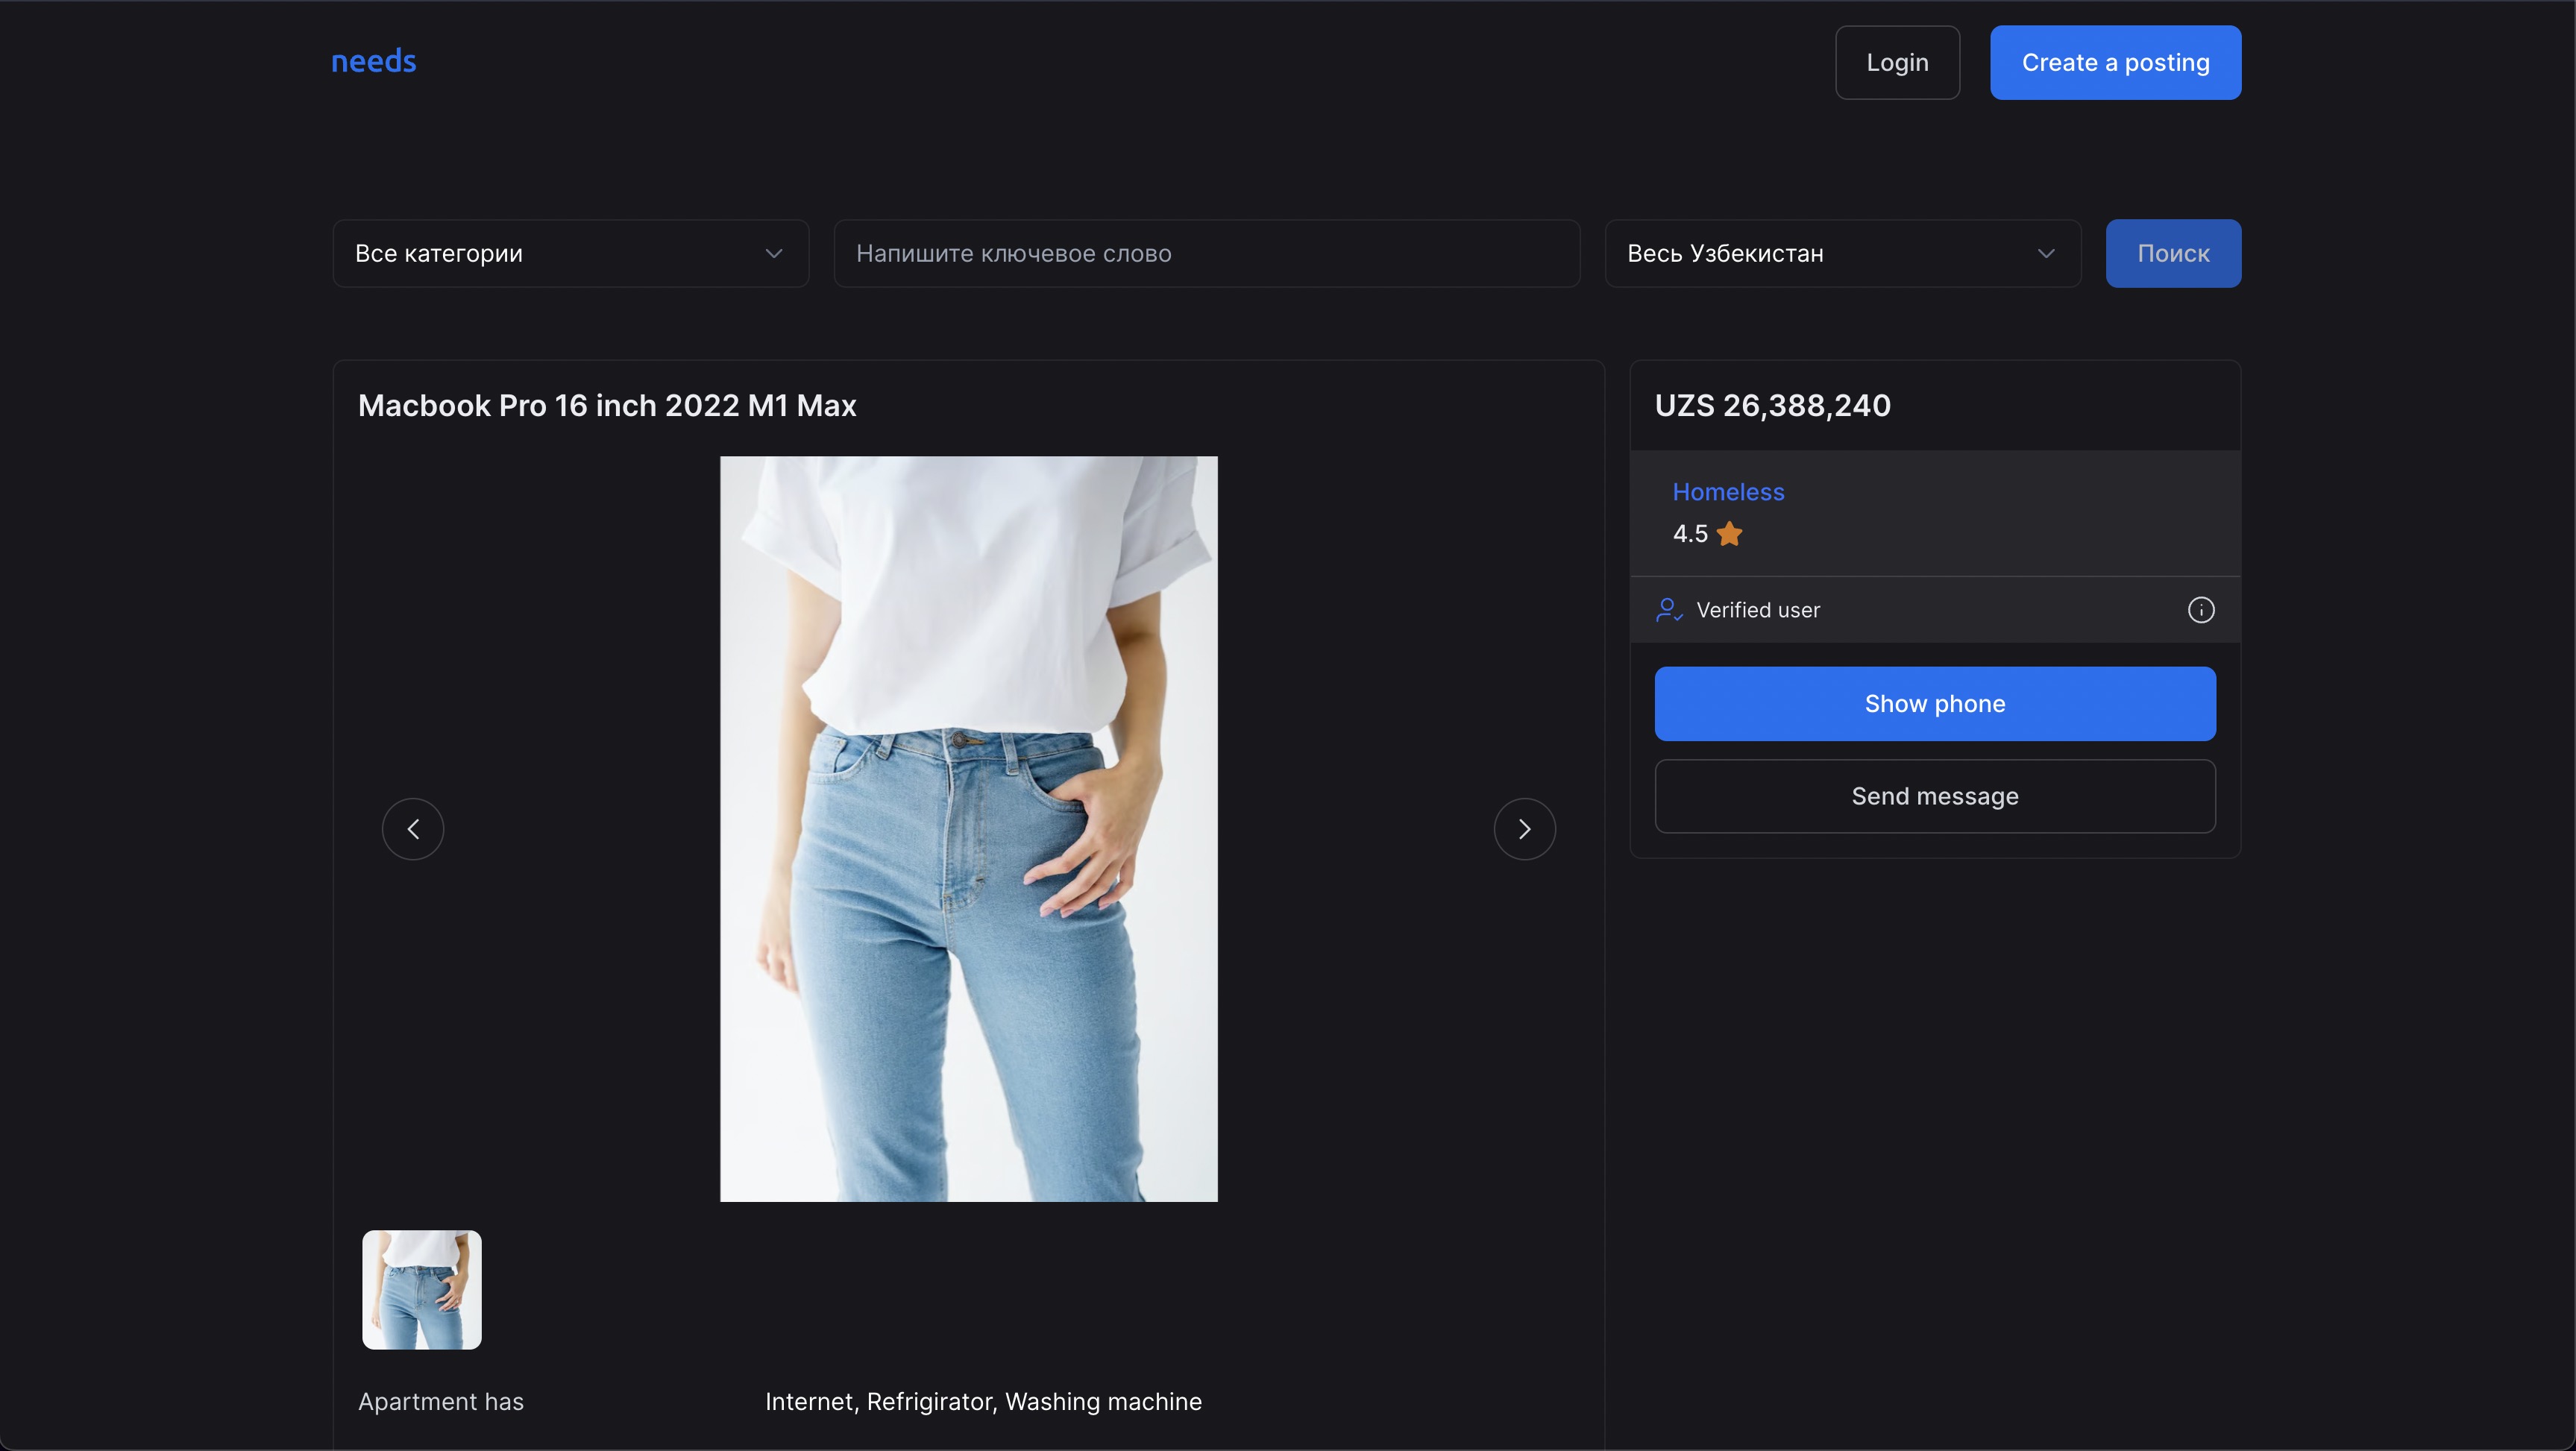 needs
Login
Create a posting
Все категории
Напишите ключевое слово
Весь Узбекистан
Поиск
Macbook Pro 16 inch 2022 M1 Max
UZS 26,388,240
Homeless
4.5
Verified user
Show phone
Send message
Apartment has
Internet, Refrigirator, Washing machine